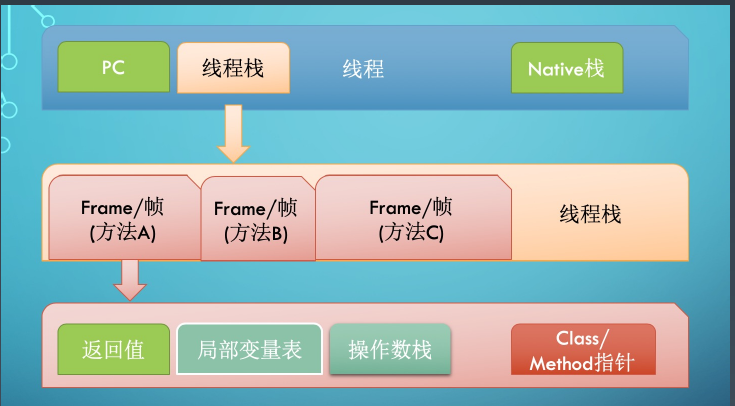 PC
线程栈
线程
Native栈
Frame/帧
(方法A)
Frame/帧
(方法B)
Frame/帧
(方法C)
线程栈
返回值
局部变量表
操作数栈
Class/
Method指针